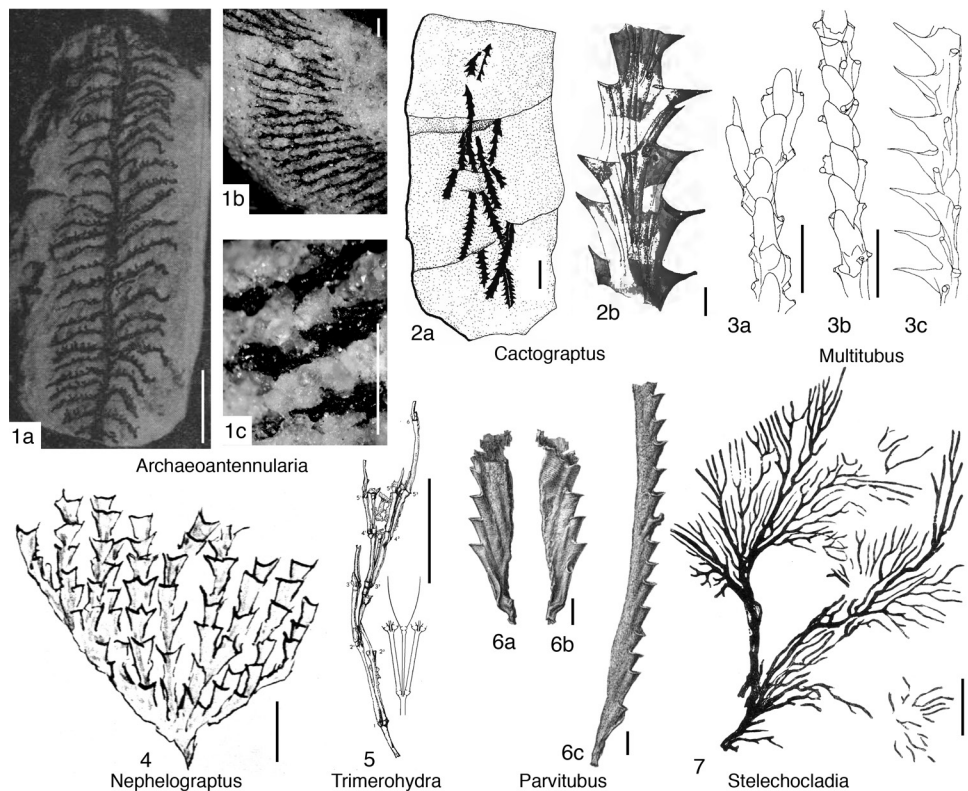 1a
1b
1c
Archaeoantennularia
2a
2b
Cactograptus
3a
3b
3c
Multitubus
4
Nephelograptus
5
Trimerohydra
6a
6b
6c
Parvitubus
7
Stelechocladia